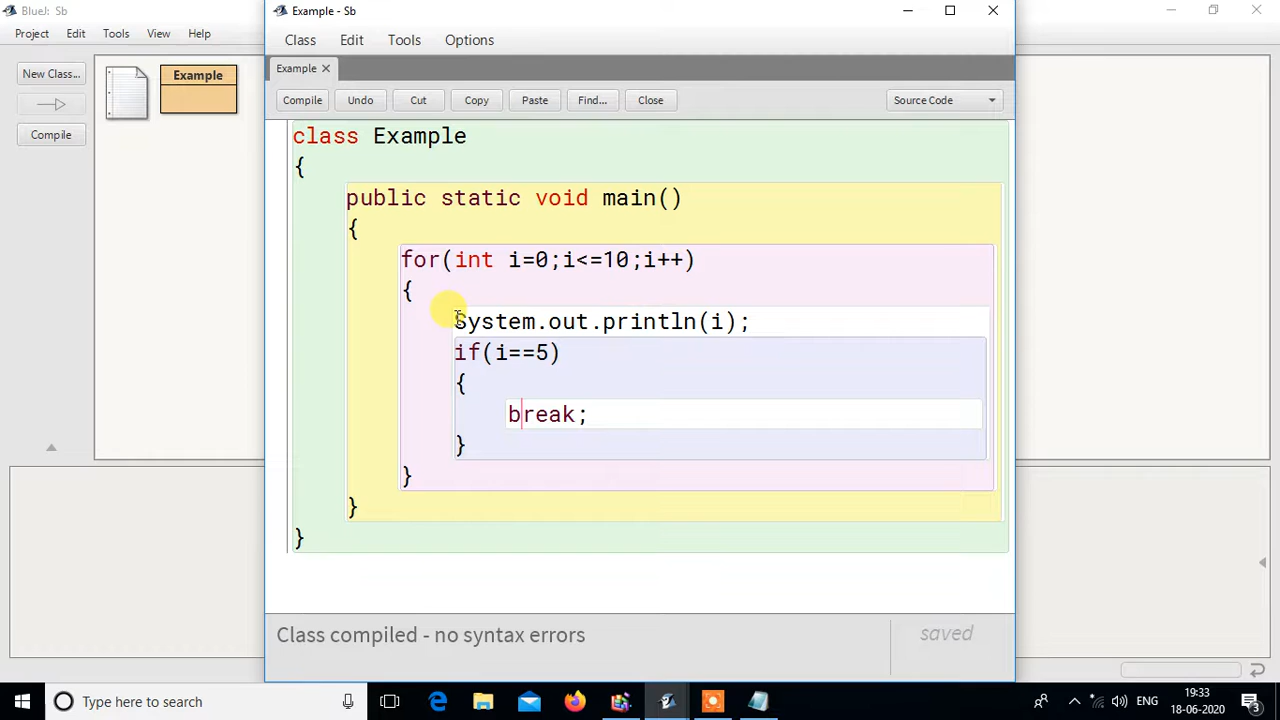 BlueJ: Sb
Project Edit Tools View Help
New Class...
Compile
Example
Example - Sb
Class Edit Tools Options
Example
Compile Undo Cut Copy Paste Find... Close Source Code
class Example
{
public static void main()
{
for(int i=0;i<=10;i++)
{
System.out.println(i);
if(i==5)
{
break;
}
}
}
}
Class compiled - no syntax errors
saved
Type here to search
ENG
19:33
18-06-2020
3